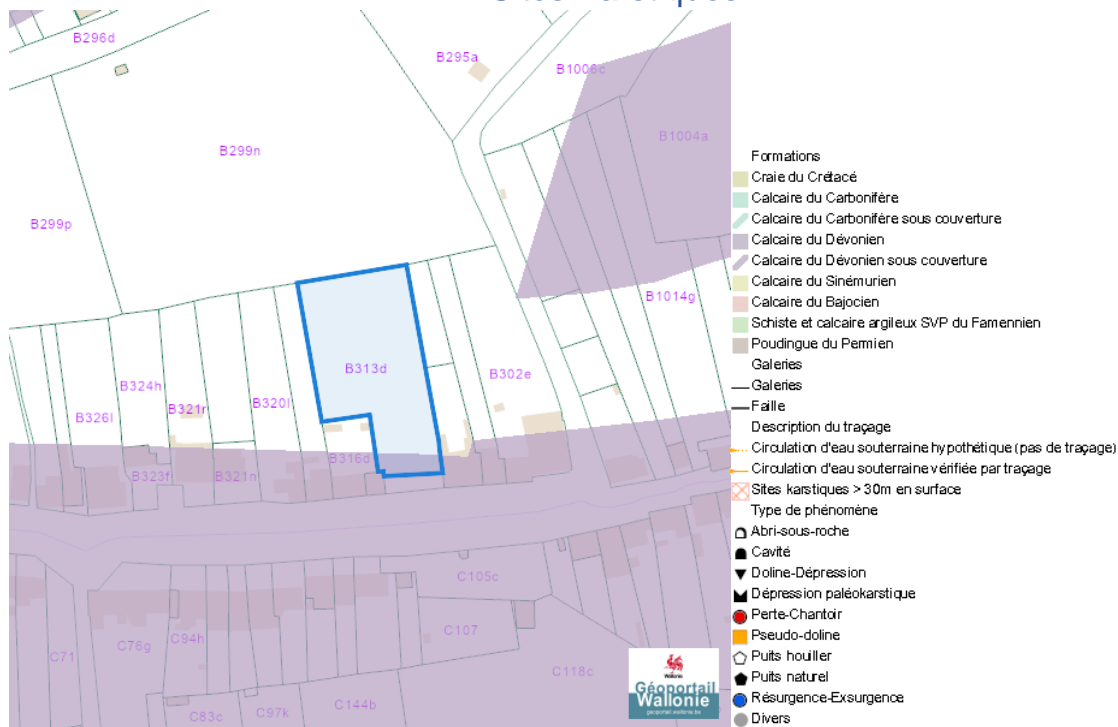 B296d
B295a
B1006c
B1004a
B299n
B299p
B1014g
B313d
B302e
B324h
B321r
B320l
B326l
B316d
B323f
B321n
C105c
C107
C94h
C76g
C71
C118c
C144b
C97k
C83c
Formations
Craie du Crétacé
Calcaire du Carbonifère
Calcaire du Carbonifère sous couverture
Calcaire du Dévonien
Calcaire du Dévonien sous couverture
Calcaire du Sinémurien
Calcaire du Bajocien
Schiste et calcaire argileux SVP du Famennien
Poudingue du Permien
Galeries
Galeries
Faille
Description du traçage
Circulation d'eau souterraine hypothétique (pas de traçage)
Circulation d'eau souterraine vérifiée par traçage
Sites karstiques > 30m en surface
Type de phénomène
Abri-sous-roche
Cavité
Doline-Dépression
Dépression paléokarstique
Perte-Chantoir
Pseudo-doline
Puits houiller
Puits naturel
Résurgence-Exsurgence
Divers
Wallonie
Géoportail
Wallonie
geoportail.wallonie.be